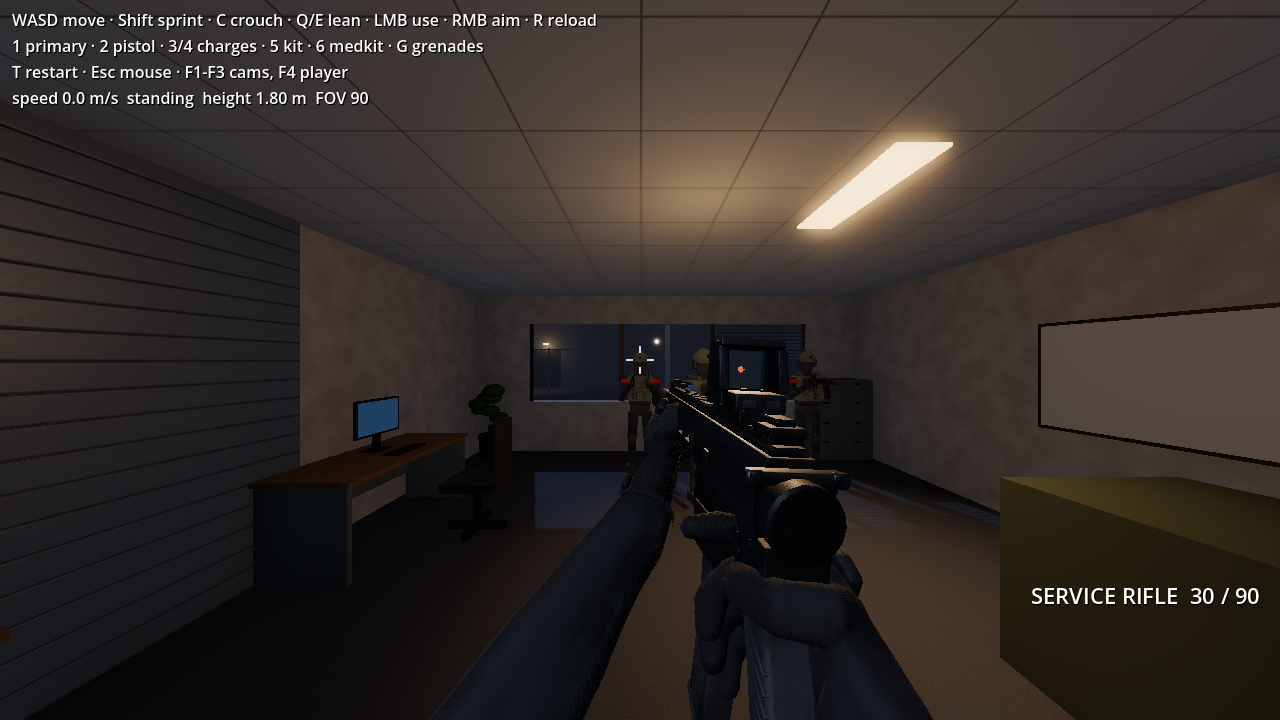 WASD move · Shift sprint · C crouch · Q/E lean · LMB use · RMB aim · R reload
1 primary · 2 pistol · 3/4 charges · 5 kit · 6 medkit · G grenades
T restart · Esc mouse · F1-F3 cams, F4 player
speed 0.0 m/s  standing  height 1.80 m  FOV 90
SERVICE RIFLE  30 / 90